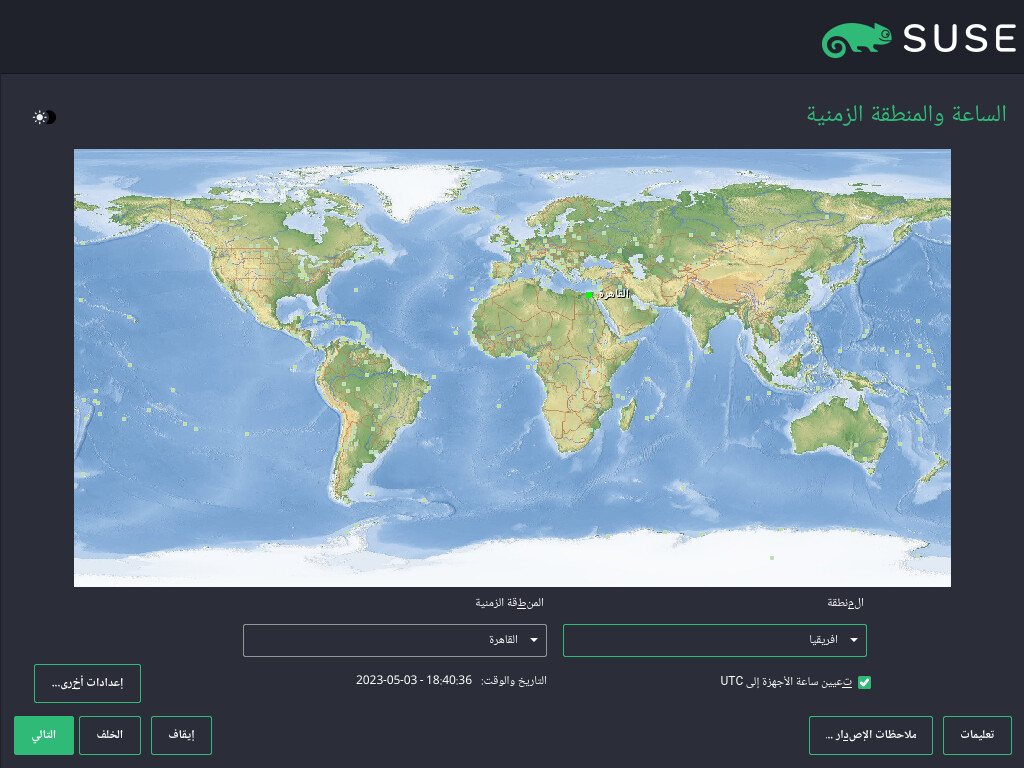 SUSE
الساعة والمنطقة الزمنية
القاهرة
المنطقة
المنطقة الزمنية
افريقيا
القاهرة
تعيين ساعة الأجهزة إلى UTC
التاريخ والوقت: 2023-05-03 - 18:40:36
إعدادات أخرى...
تعليمات
ملاحظات الإصدار ...
إيقاف
الخلف
التالي